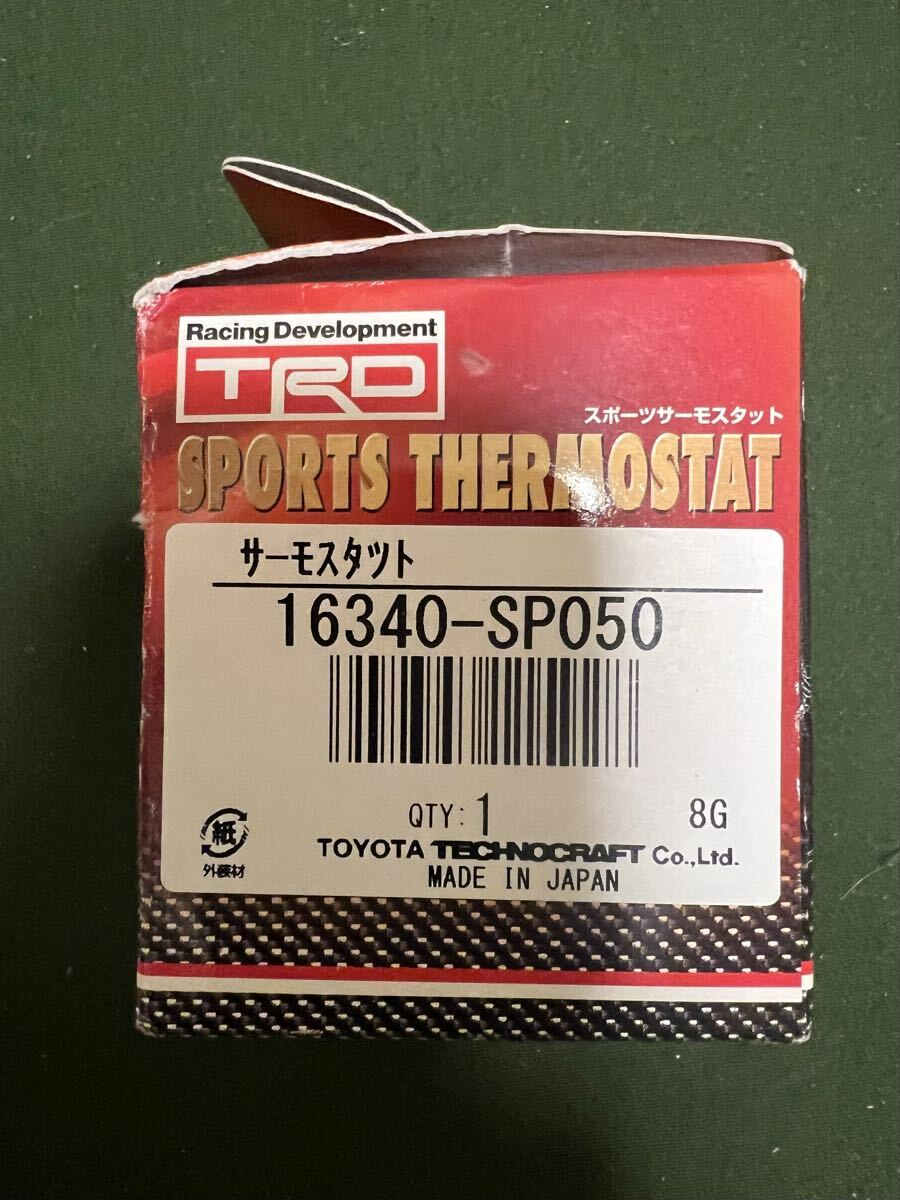 Racing Development
TRD
スポーツサーモスタット
SPORTS THERMOSTAT
サーモスタツト
16340-SP050
QTY: 1
8G
紙
外装材
TOYOTA TECHNOCRAFT Co.,Ltd.
MADE IN JAPAN